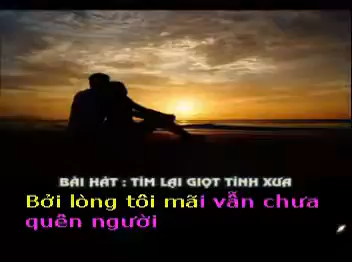 BÀI HÁT : TÌM LẠI GIỌT TÌNH XƯA
Bởi lòng tôi mãi vẫn chưa
quên người